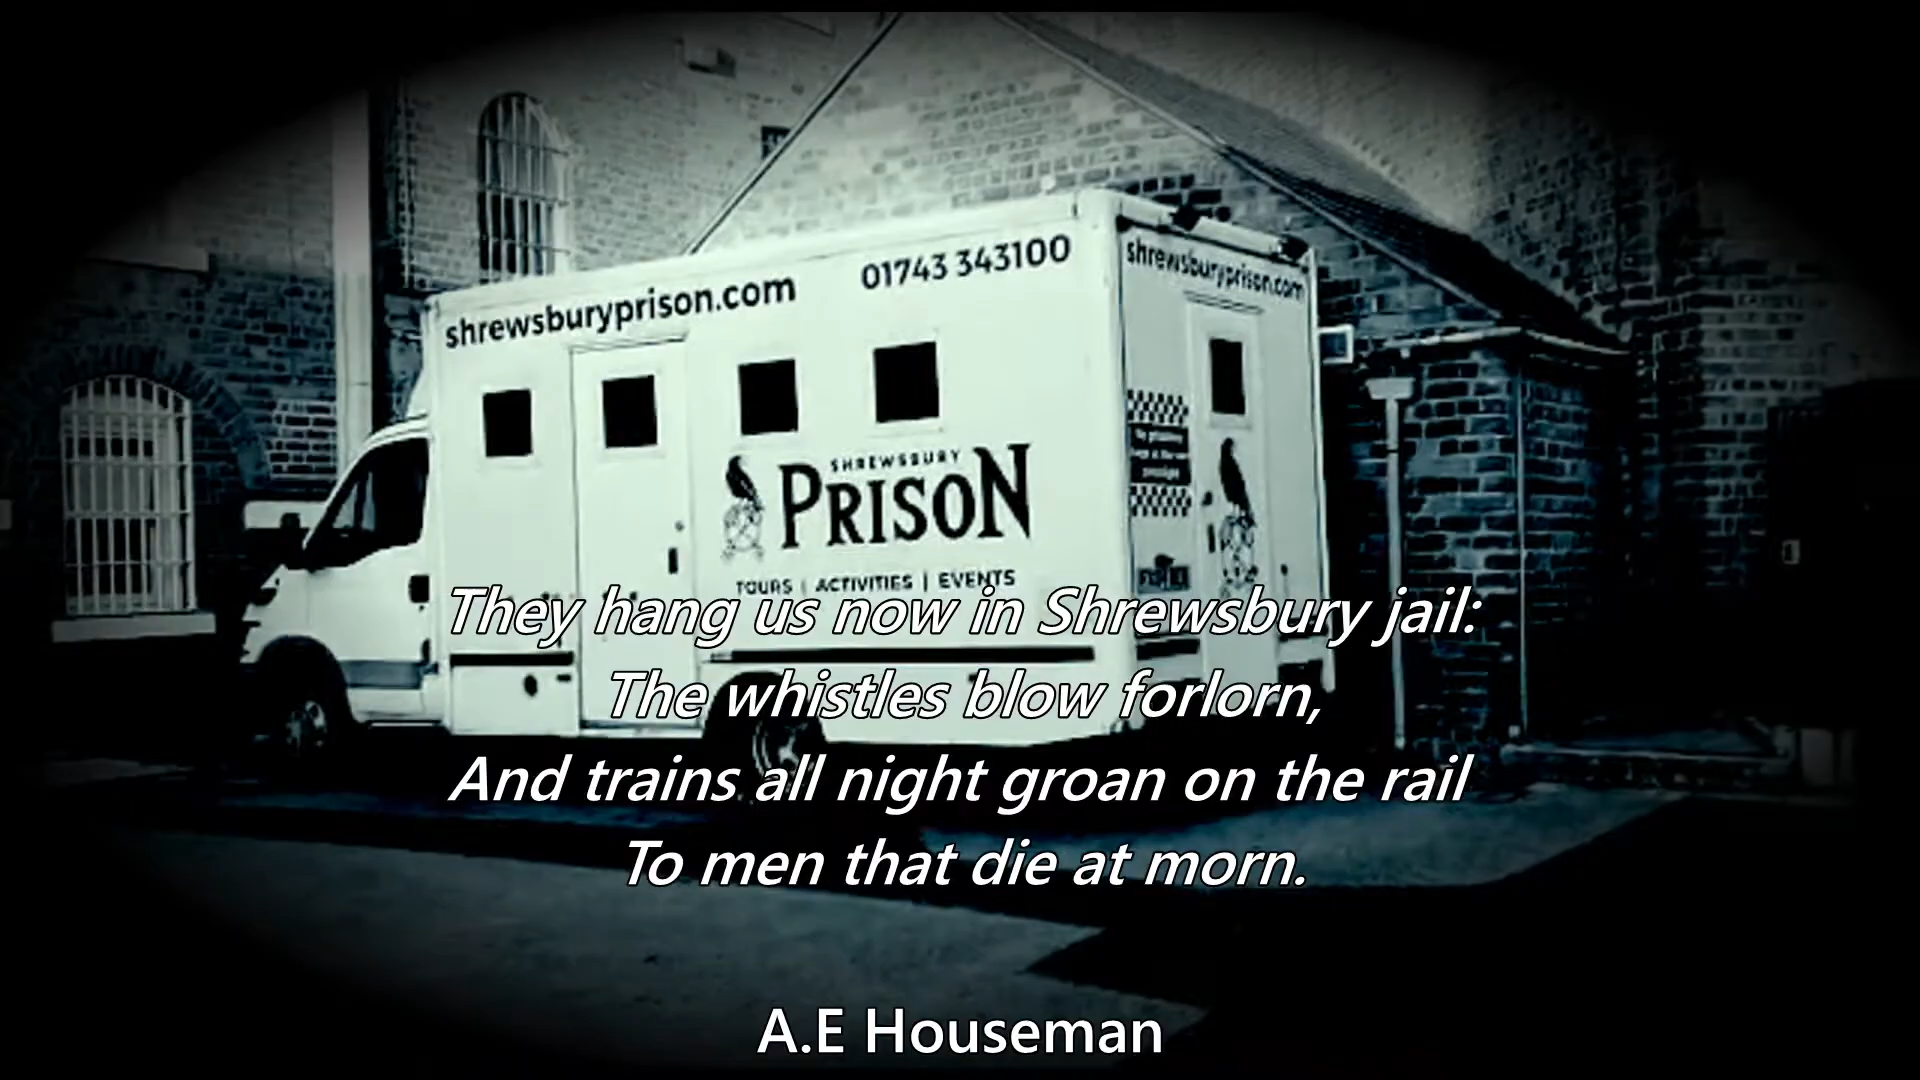 shrewsburyprison.com
01743 343100
shrewsburyprison.com
SHREWSBURY
PRISON
TOURS | ACTIVITIES | EVENTS
They hang us now in Shrewsbury jail:
The whistles blow forlorn,
And trains all night groan on the rail
To men that die at morn.
A.E Houseman